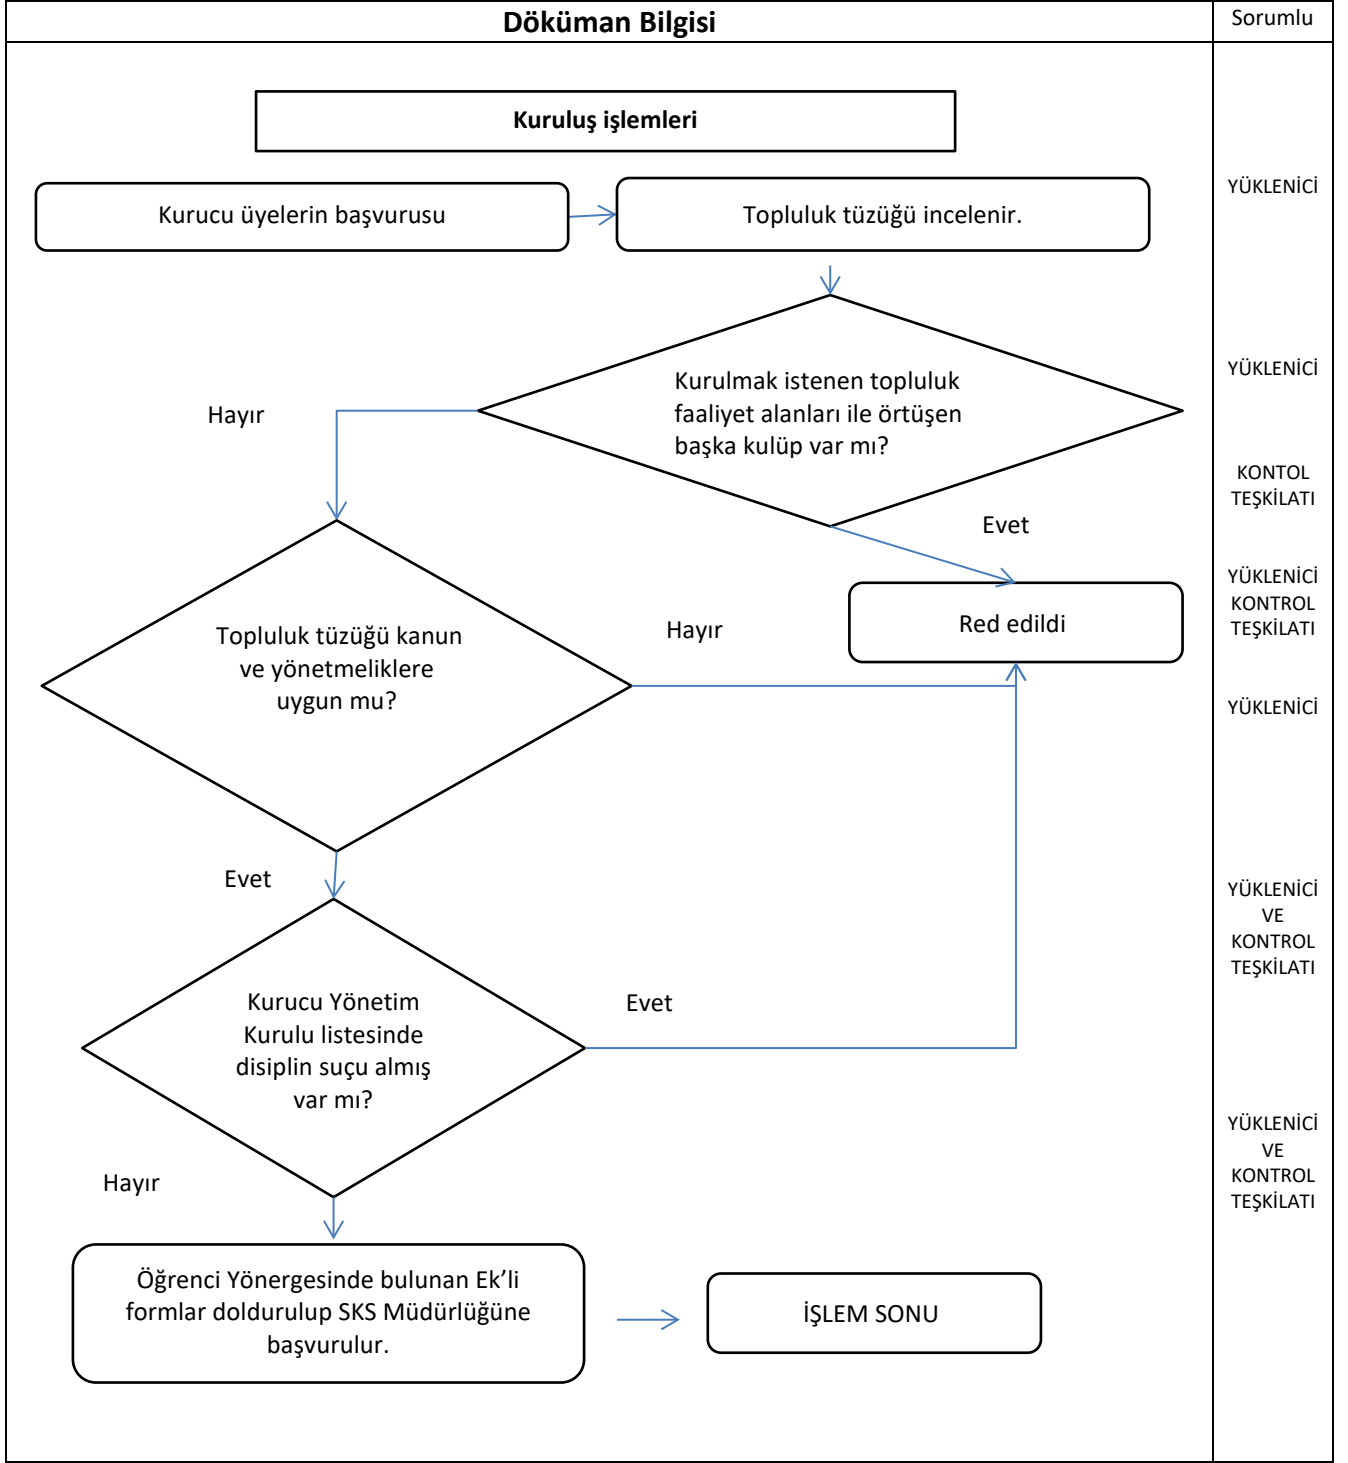 Döküman Bilgisi
Sorumlu
Kuruluş işlemleri
Kurucu üyelerin başvurusu
Topluluk tüzüğü incelenir.
YÜKLENİCİ
Kurulmak istenen topluluk
faaliyet alanları ile örtüşen
başka kulüp var mı?
YÜKLENİCİ
Hayır
KONTOL
TEŞKİLATI
Evet
Red edildi
YÜKLENİCİ
KONTROL
TEŞKİLATI
Topluluk tüzüğü kanun
ve yönetmeliklere
uygun mu?
Hayır
YÜKLENİCİ
Evet
YÜKLENİCİ
VE
KONTROL
TEŞKİLATI
Kurucu Yönetim
Kurulu listesinde
disiplin suçu almış
var mı?
Evet
Hayır
YÜKLENİCİ
VE
KONTROL
TEŞKİLATI
Öğrenci Yönergesinde bulunan Ek’li
formlar doldurulup SKS Müdürlüğüne
başvurulur.
İŞLEM SONU